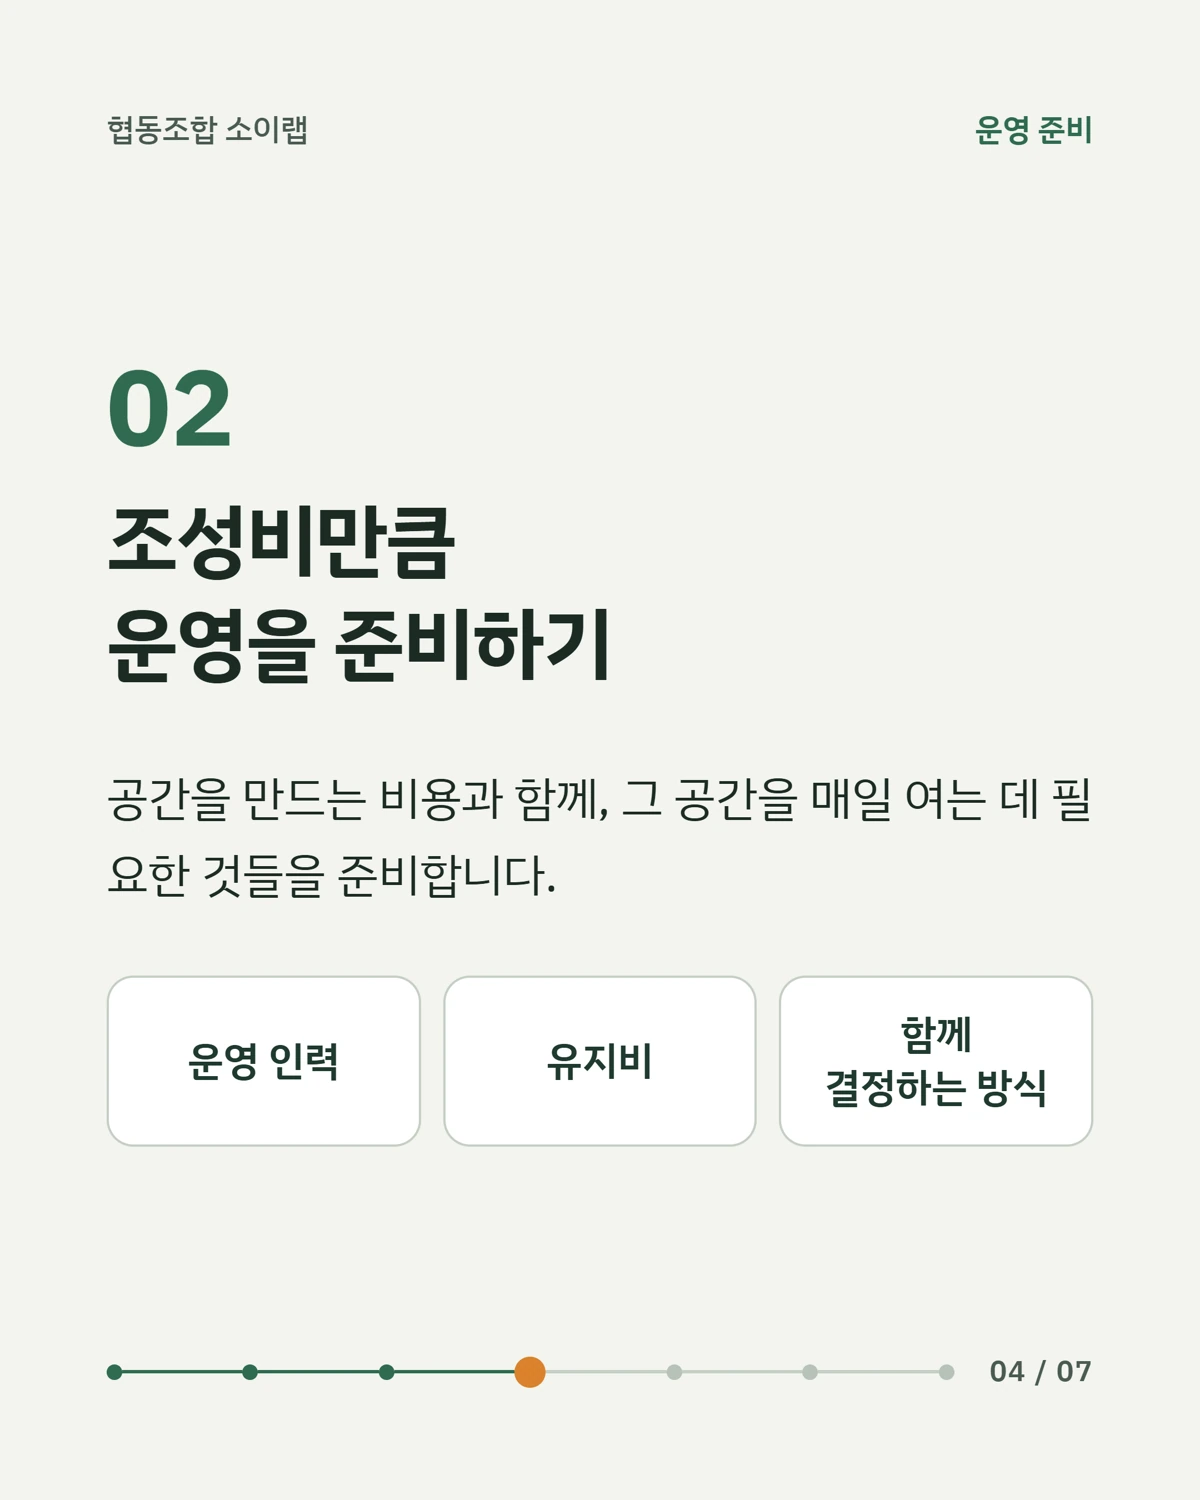 협동조합 소이랩
운영 준비
02
조성비만큼
운영을 준비하기
공간을 만드는 비용과 함께, 그 공간을 매일 여는 데 필
요한 것들을 준비합니다.
운영 인력
유지비
함께
결정하는 방식
04 / 07